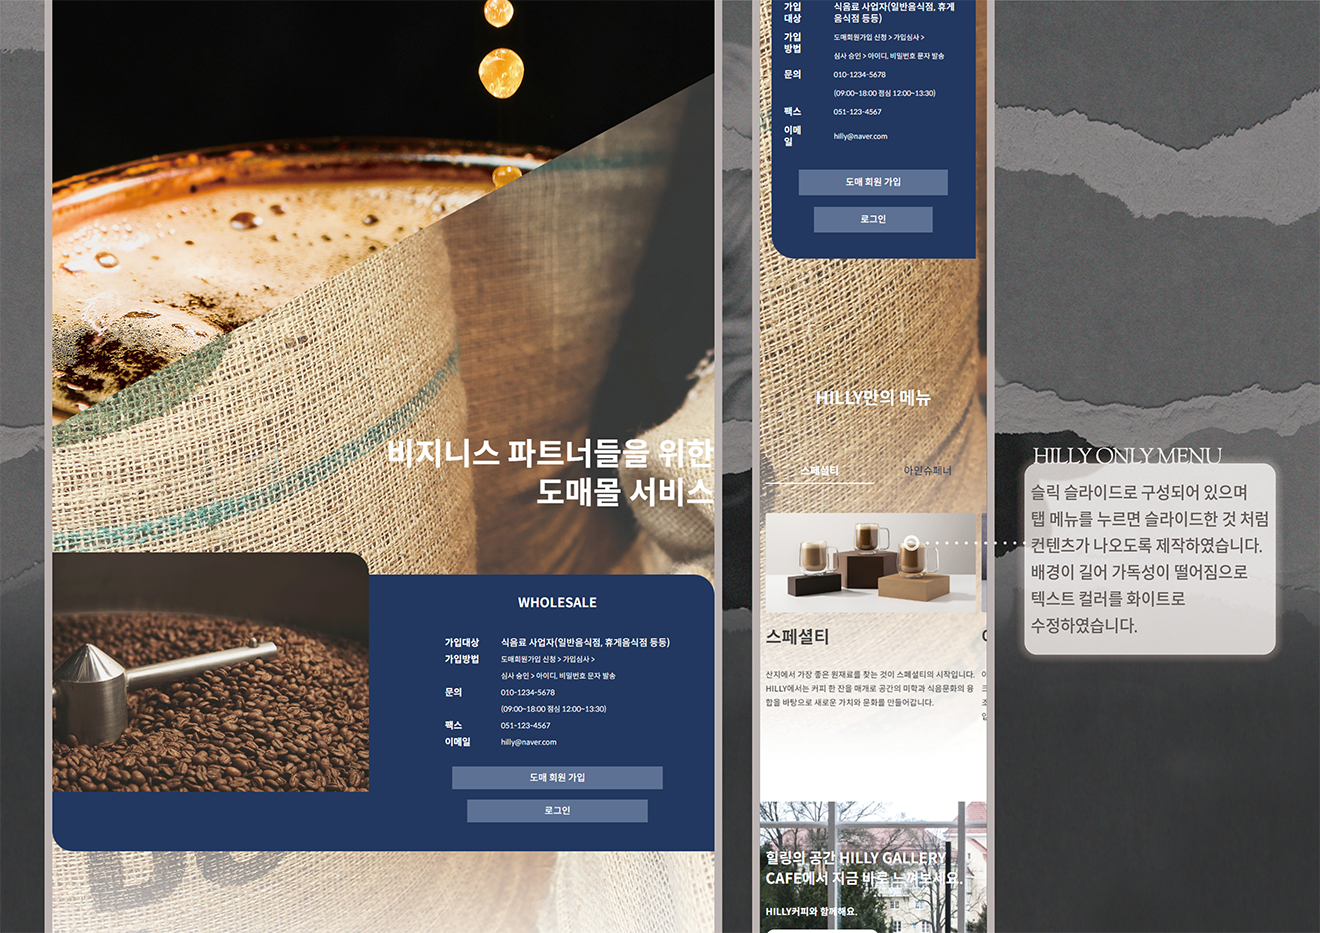 비지니스 파트너들을 위한
도매몰 서비스
WHOLESALE
가입대상 식음료 사업자(일반음식점, 휴게음식점 등등)
가입방법 도매회원가입 신청 > 가입심사 >
심사 승인 > 아이디, 비밀번호 문자 발송
문의 010-1234-5678
(09:00~18:00 점심 12:00~13:30)
팩스 051-123-4567
이메일 hilly@naver.com
도매 회원 가입
로그인
가입
대상
식음료 사업자(일반음식점, 휴게
음식점 등등)
가입
방법
도매회원가입 신청 > 가입심사 >
심사 승인 > 아이디, 비밀번호 문자 발송
문의 010-1234-5678
(09:00~18:00 점심 12:00~13:30)
팩스 051-123-4567
이메
일
hilly@naver.com
도매 회원 가입
로그인
HILLY만의 메뉴
스페셜티 아인슈페너
스페셜티
산지에서 가장 좋은 원재료를 찾는 것이 스페셜티의 시작입니다.
HILLY에서는 커피 한 잔을 매개로 공간의 미학과 식음문화의 융
합을 바탕으로 새로운 가치와 문화를 만들어갑니다.
힐링의 공간 HILLY GALLERY
CAFE에서 지금 바로 느껴보세요.
HILLY커피와 함께해요.
HILLY ONLY MENU
슬릭 슬라이드로 구성되어 있으며
탭 메뉴를 누르면 슬라이드한 것 처럼
컨텐츠가 나오도록 제작하였습니다.
배경이 길어 가독성이 떨어짐으로
텍스트 컬러를 화이트로
수정하였습니다.